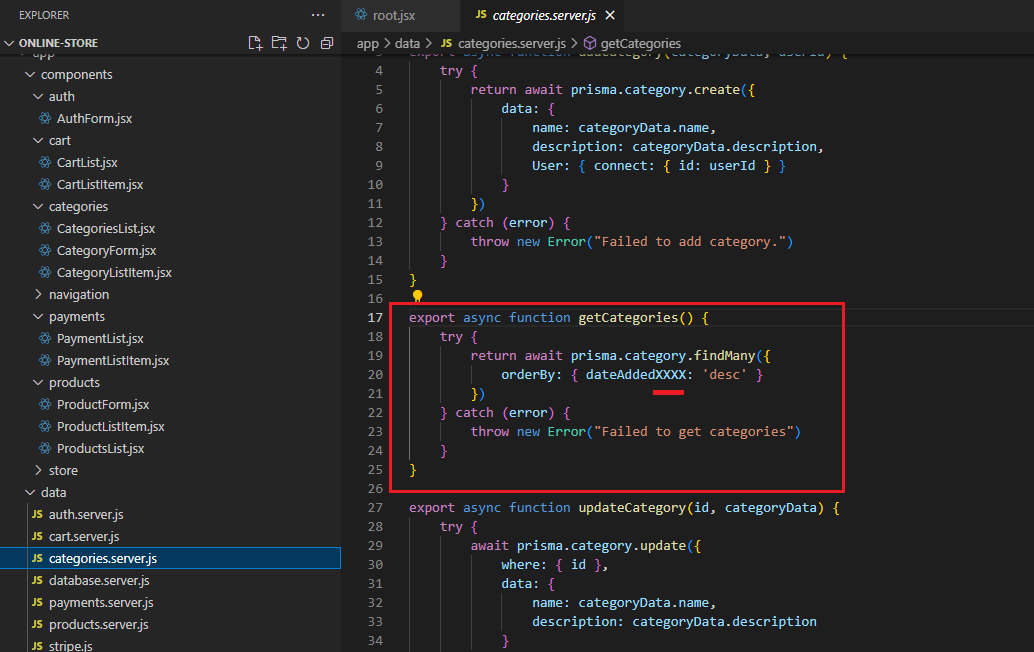 EXPLORER
...
ONLINE-STORE
app
components
auth
AuthForm.jsx
cart
CartList.jsx
CartListItem.jsx
categories
CategoriesList.jsx
CategoryForm.jsx
CategoryListItem.jsx
navigation
payments
PaymentList.jsx
PaymentListItem.jsx
products
ProductForm.jsx
ProductListItem.jsx
ProductsList.jsx
store
data
JS auth.server.js
JS cart.server.js
JS categories.server.js
JS database.server.js
JS payments.server.js
JS products.server.js
JS stripe.js
root.jsx
JS categories.server.js
app > data > JS categories.server.js > getCategories
3 export async function addCategory(categoryData, userId) {
4 try {
5 return await prisma.category.create({
6 data: {
7 name: categoryData.name,
8 description: categoryData.description,
9 User: { connect: { id: userId } }
10 }
11 })
12 } catch (error) {
13 throw new Error("Failed to add category.")
14 }
15 }
16
17 export async function getCategories() {
18 try {
19 return await prisma.category.findMany({
20 orderBy: { dateAddedXXXX: 'desc' }
21 })
22 } catch (error) {
23 throw new Error("Failed to get categories")
24 }
25 }
26
27 export async function updateCategory(id, categoryData) {
28 try {
29 await prisma.category.update({
30 where: { id },
31 data: {
32 name: categoryData.name,
33 description: categoryData.description
34 }